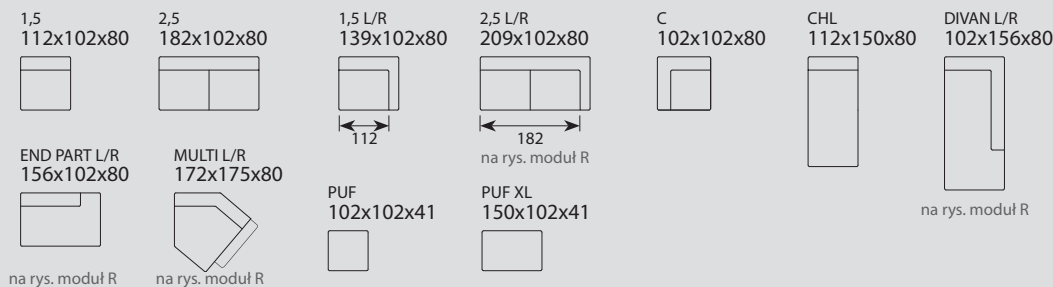 1,5
112x102x80
2,5
182x102x80
1,5 L/R
139x102x80
112
2,5 L/R
209x102x80
182
na rys. moduł R
C
102x102x80
CHL
112x150x80
DIVAN L/R
102x156x80
na rys. moduł R
END PART L/R
156x102x80
na rys. moduł R
MULTI L/R
172x175x80
na rys. moduł R
PUF
102x102x41
PUF XL
150x102x41